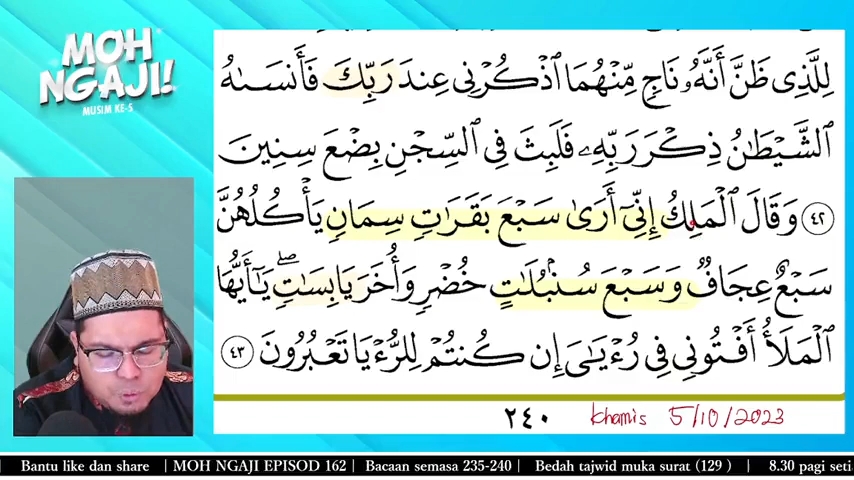 MOH
NGAJI!
MUSIM KE-5
لِلَّذِى ظَنَّ أَنَّهُۥ نَاجٍ مِّنْهُمَا ٱذْكُرْنِى عِندَ رَبِّكَ فَأَنسَىٰهُ
ٱلشَّيْطَٰنُ ذِكْرَ رَبِّهِۦ فَلَبِثَ فِى ٱلسِّجْنِ بِضْعَ سِنِينَ
٤٢ وَقَالَ ٱلْمَلِكُ إِنِّىٓ أَرَىٰ سَبْعَ بَقَرَٰتٍ سِمَانٍ يَأْكُلُهُنَّ
سَبْعٌ عِجَافٌ وَسَبْعَ سُنۢبُلَٰتٍ خُضْرٍ وَأُخَرَ يَابِسَٰتٍ ۖ يَٰٓأَيُّهَا
ٱلْمَلَأُ أَفْتُونِى فِى رُءْيَٰىَ إِن كُنتُمْ لِلرُّءْيَا تَعْبُرُونَ ٤٣
٢٤٠ Khamis 5/10/2023
Bantu like dan share | MOH NGAJI EPISOD 162 | Bacaan semasa 235-240 | Bedah tajwid muka surat (129 ) | 8.30 pagi seti